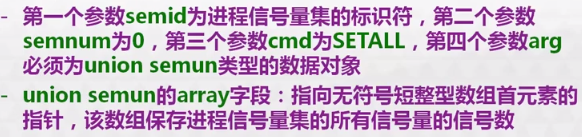 - 第一个参数semid为进程信号量集的标识符，第二个参数
semnum为0，第三个参数cmd为SETALL，第四个参数arg
必须为union semun类型的数据对象
- union semun的array字段：指向无符号短整型数组首元素的
指针，该数组保存进程信号量集的所有信号量的信号数